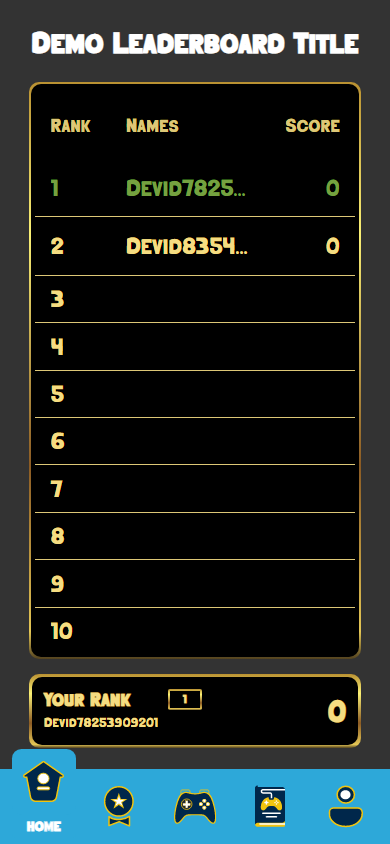 Demo Leaderboard Title
Rank Names Score
1 Devid7825... 0
2 Devid8354... 0
3
4
5
6
7
8
9
10
Your Rank 1
Devid78253909201
0
HOME